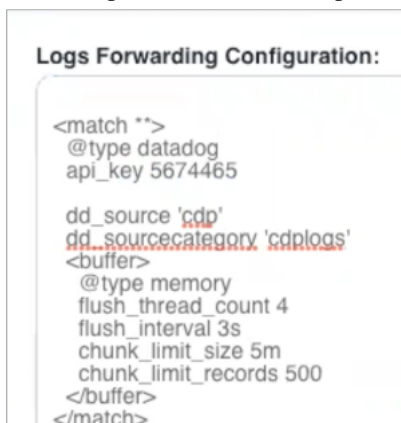 Logs Forwarding Configuration:
<match **>
@type datadog
api_key 5674465
dd_source 'cdp'
dd_sourcecategory 'cdplogs'
<buffer>
@type memory
flush_thread_count 4
flush_interval 3s
chunk_limit_size 5m
chunk_limit_records 500
</buffer>
</match>